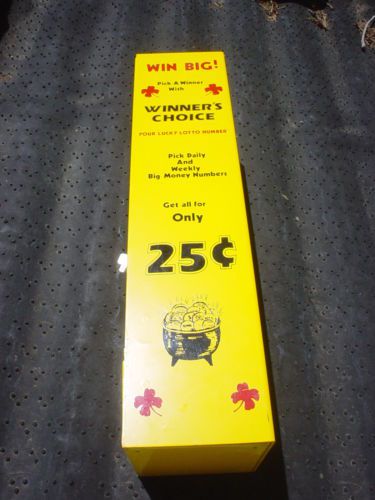 WIN BIG!
Pick A Winner
With
WINNER'S
CHOICE
YOUR LUCKY LOTTO NUMBER
Pick Daily
And
Weekly
Big Money Numbers
Get all for
Only
25¢